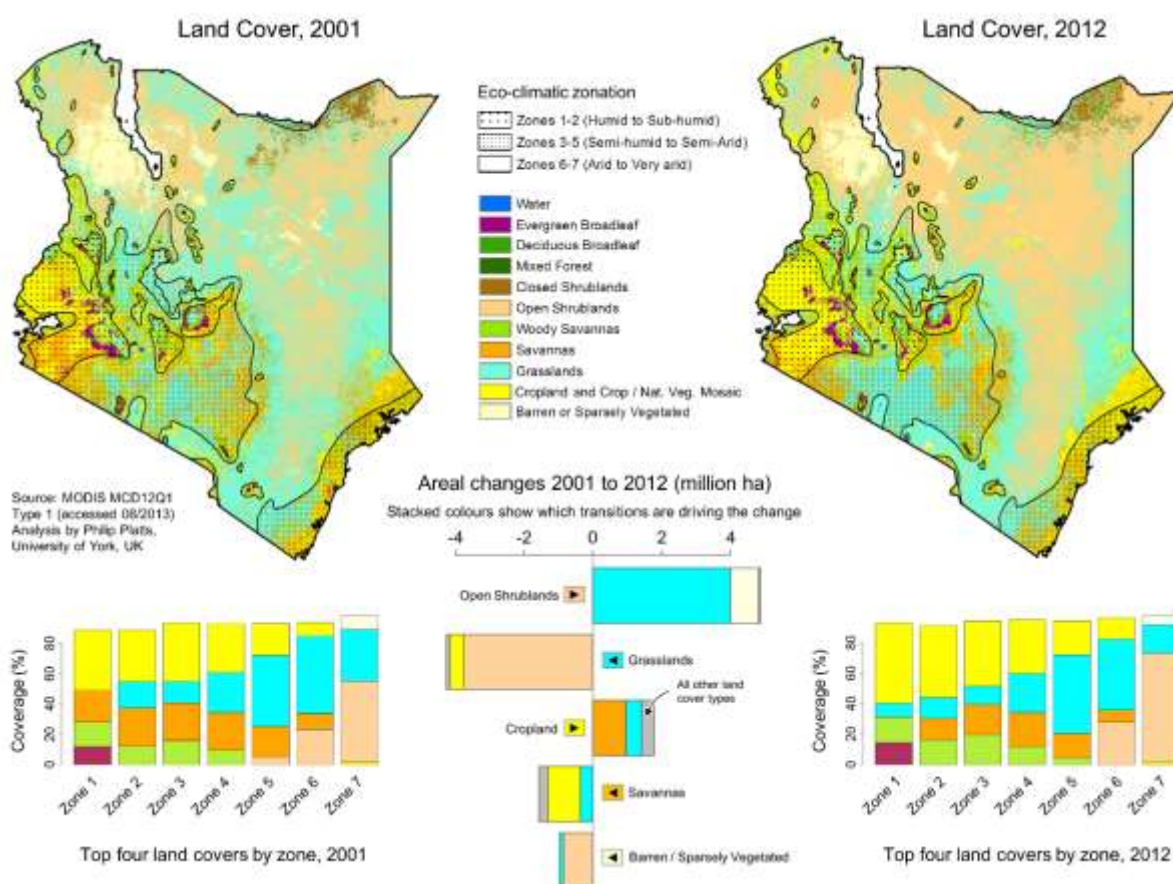 Land Cover, 2001
Land Cover, 2012
Eco-climatic zonation
Zones 1-2 (Humid to Sub-humid)
Zones 3-5 (Semi-humid to Semi-Arid)
Zones 6-7 (Arid to Very arid)
Water
Evergreen Broadleaf
Deciduous Broadleaf
Mixed Forest
Closed Shrublands
Open Shrublands
Woody Savannas
Savannas
Grasslands
Cropland and Crop / Nat. Veg. Mosaic
Barren or Sparsely Vegetated
Source: MODIS MCD12Q1
Type 1 (accessed 08/2013)
Analysis by Philip Platts,
University of York, UK
Areal changes 2001 to 2012 (million ha)
Stacked colours show which transitions are driving the change
-4 -2 0 2 4
Open Shrublands
Grasslands
All other land
cover types
Cropland
Savannas
Barren / Sparsely Vegetated
Coverage (%)
0 20 40 60 80
Zone 1 Zone 2 Zone 3 Zone 4 Zone 5 Zone 6 Zone 7
Top four land covers by zone, 2001
Coverage (%)
0 20 40 60 80
Zone 1 Zone 2 Zone 3 Zone 4 Zone 5 Zone 6 Zone 7
Top four land covers by zone, 2012